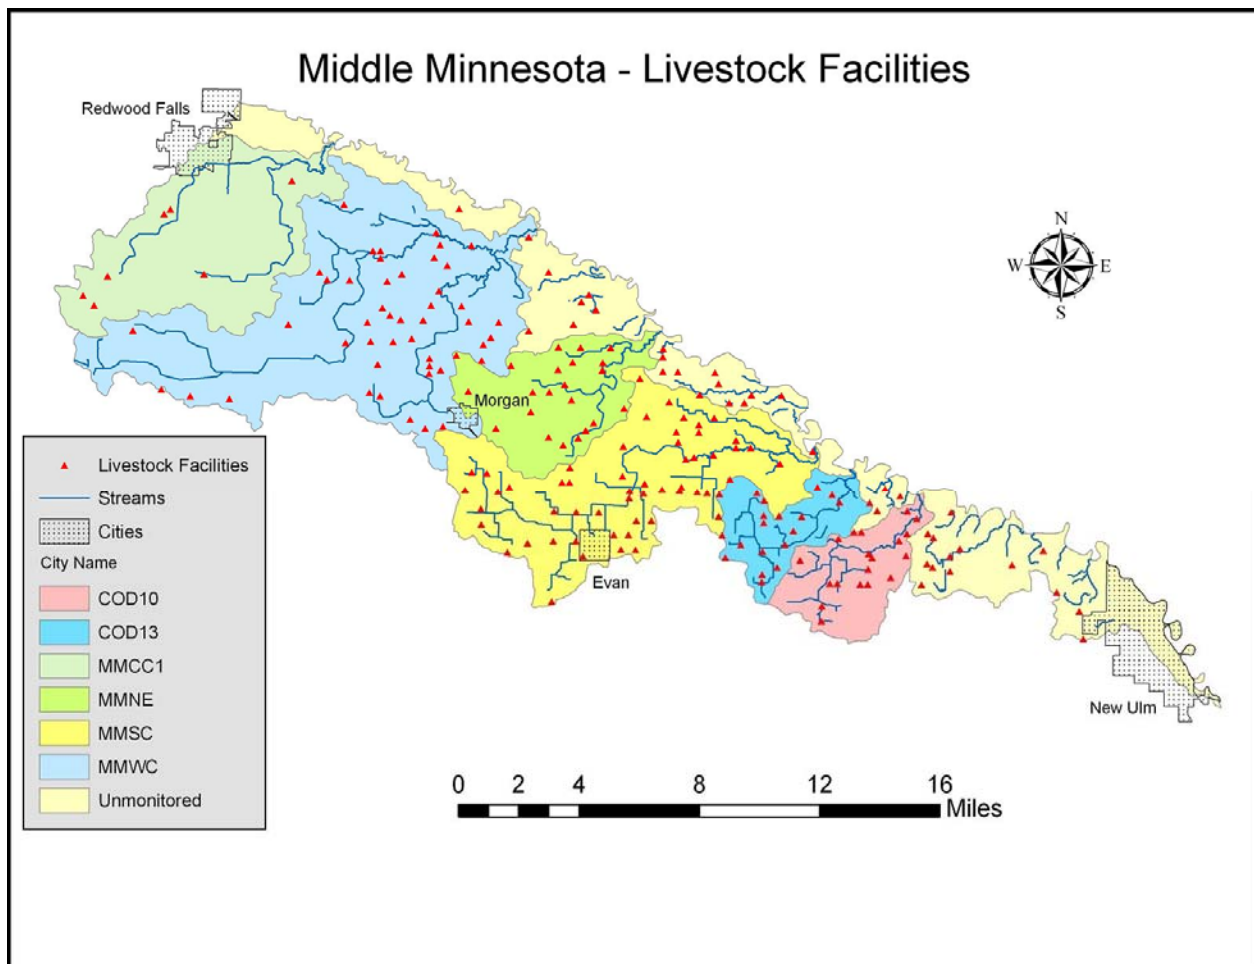 Middle Minnesota - Livestock Facilities
Redwood Falls
N
W E
S
Morgan
Evan
New Ulm
Livestock Facilities
Streams
Cities
City Name
COD10
COD13
MMCC1
MMNE
MMSC
MMWC
Unmonitored
0 2 4 8 12 16
Miles